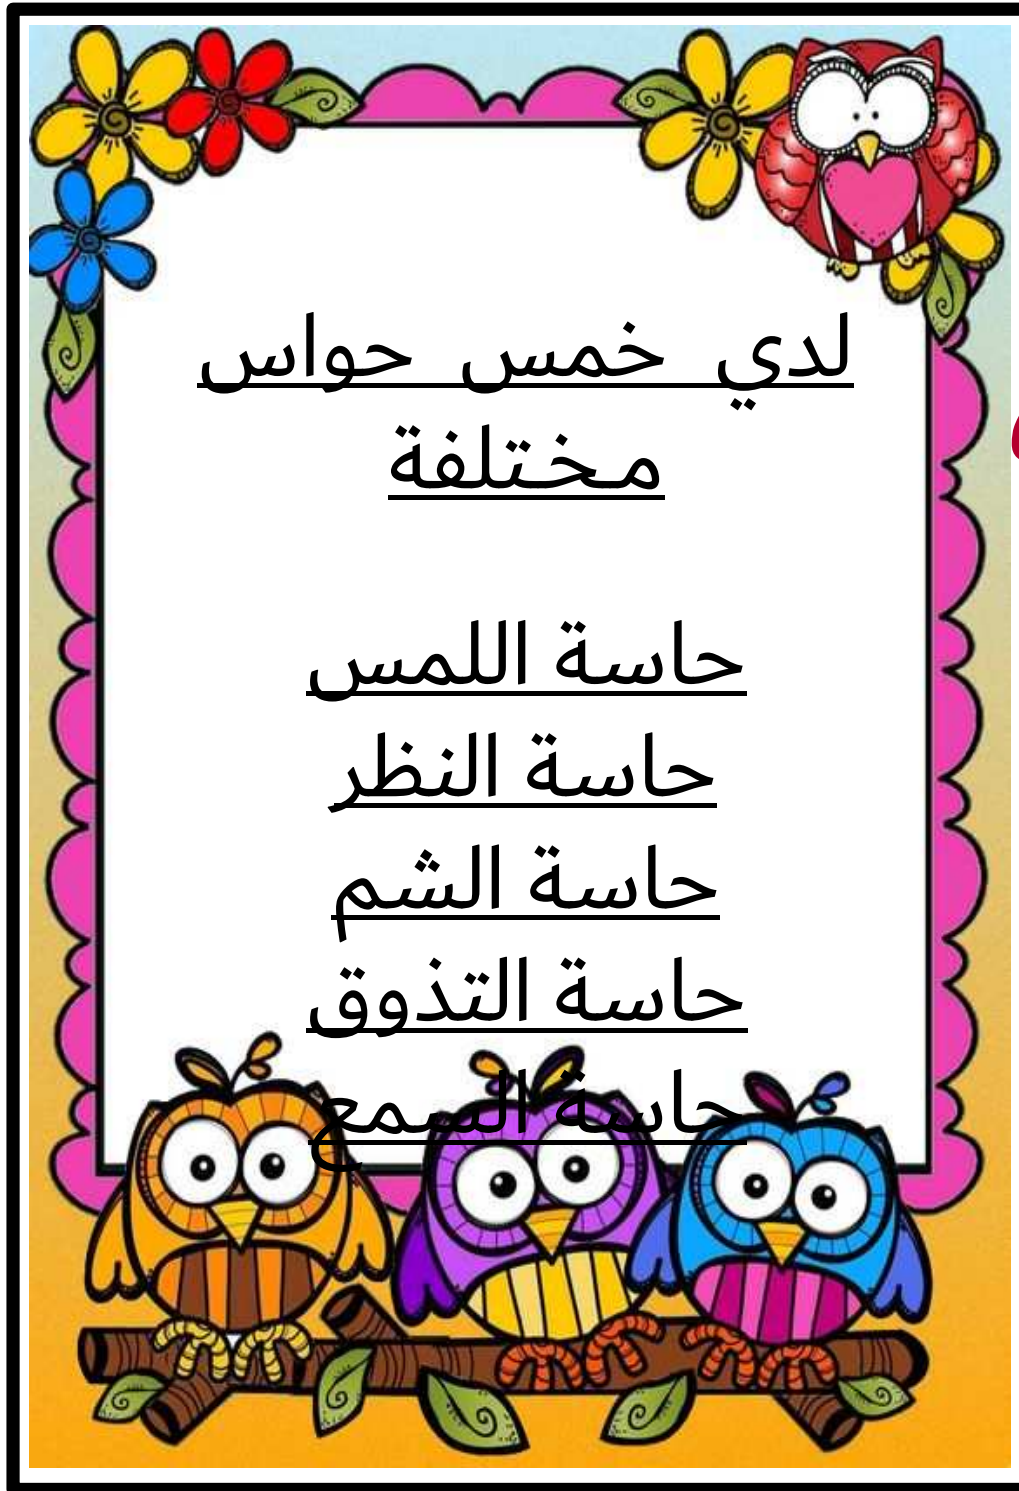 لدي خمس حواس
مختلفة
حاسة اللمس
حاسة النظر
حاسة الشم
حاسة التذوق
حاسة السمع